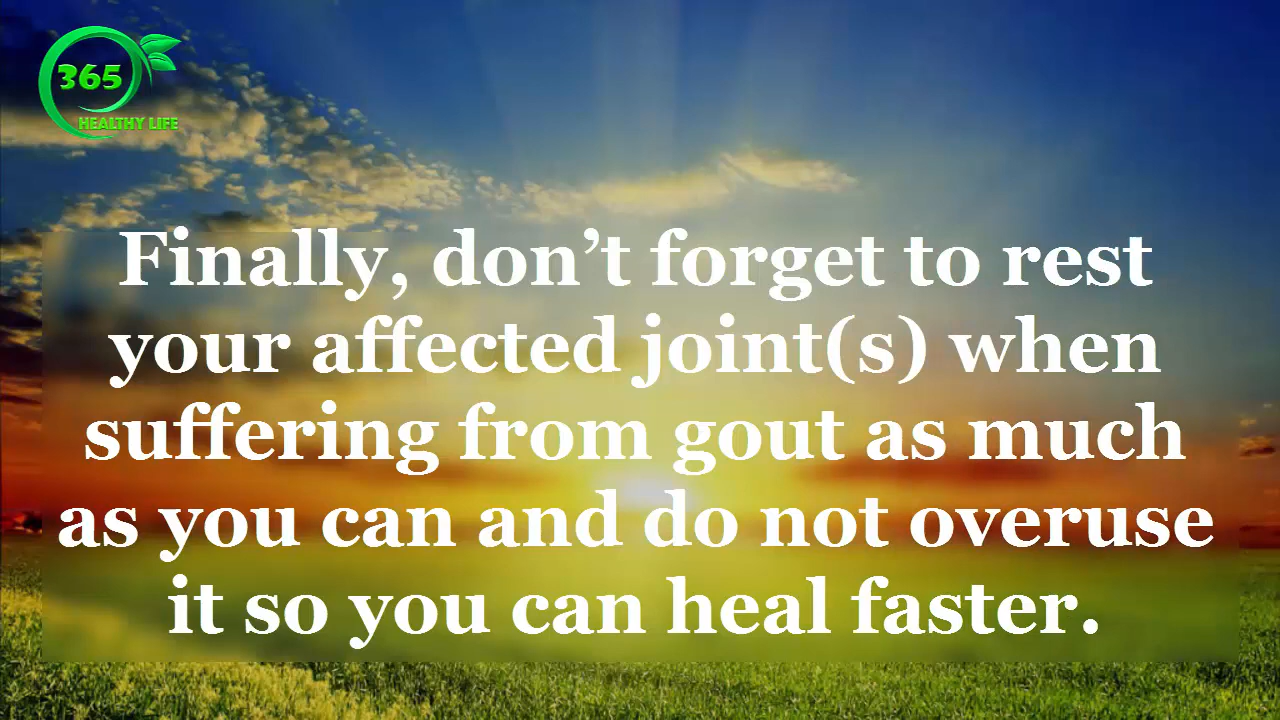 365
HEALTHY LIFE
Finally, don’t forget to rest
your affected joint(s) when
suffering from gout as much
as you can and do not overuse
it so you can heal faster.